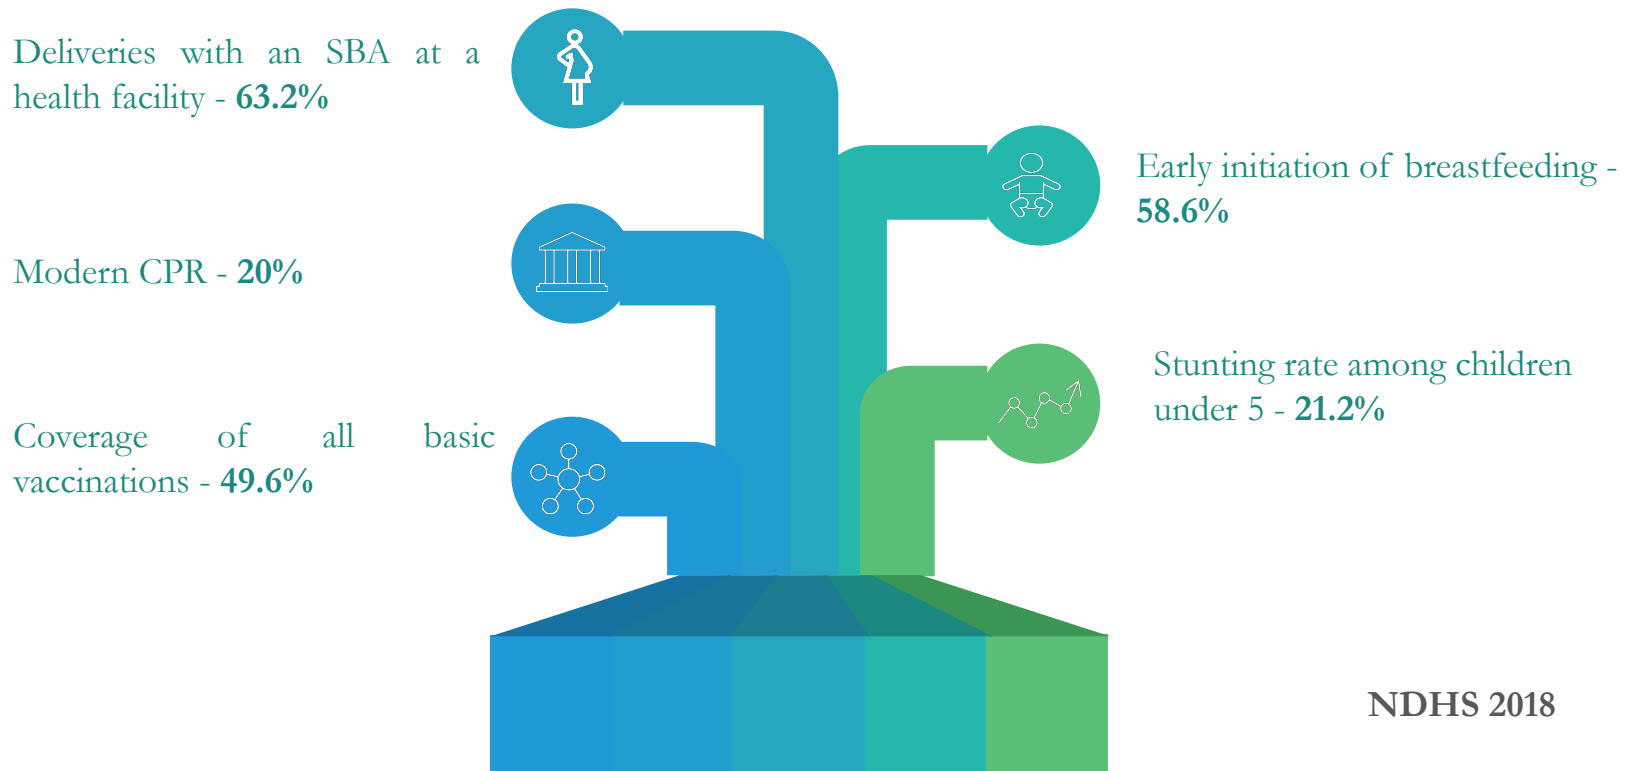 Deliveries with an SBA at a
health facility - 63.2%
Early initiation of breastfeeding -
58.6%
Modern CPR - 20%
Stunting rate among children
under 5 - 21.2%
Coverage of all basic
vaccinations - 49.6%
NDHS 2018